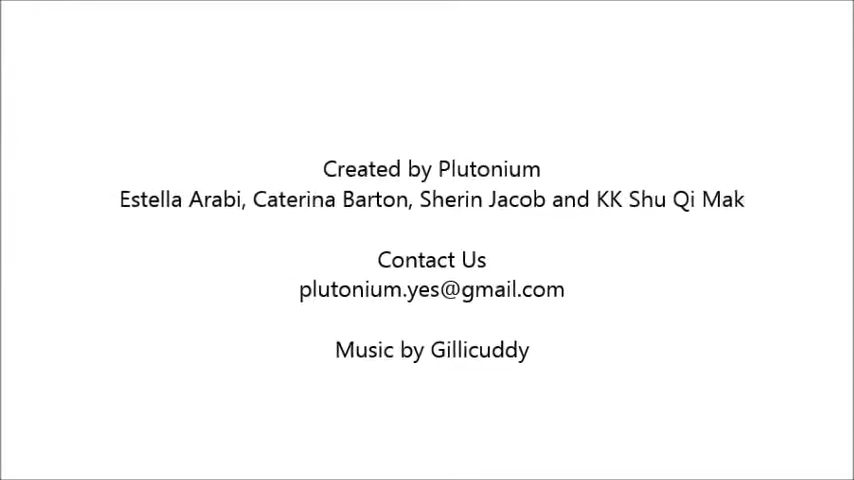 Created by Plutonium
Estella Arabi, Caterina Barton, Sherin Jacob and KK Shu Qi Mak
Contact Us
plutonium.yes@gmail.com
Music by Gillicuddy